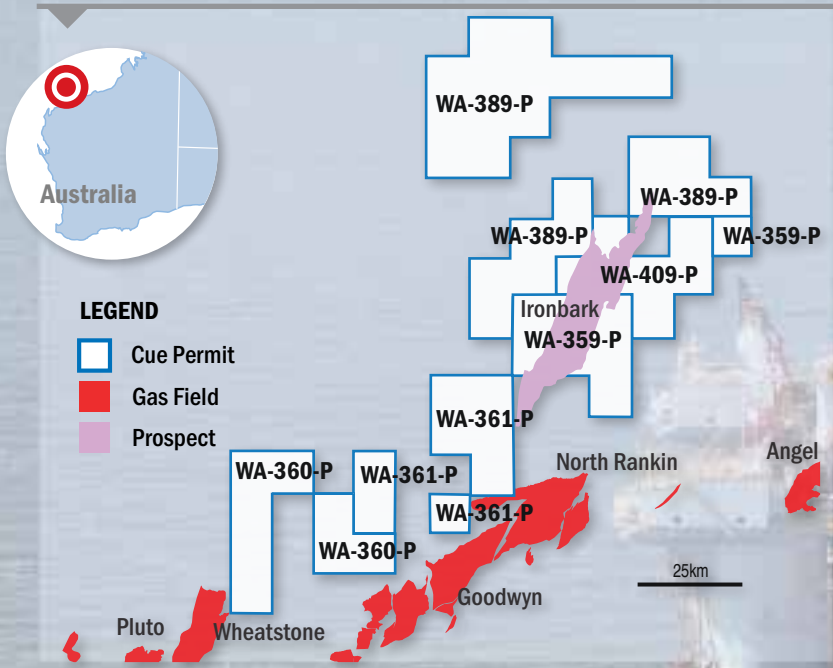 Australia
LEGEND
Cue Permit
Gas Field
Prospect
WA-389-P
WA-389-P
WA-389-P
WA-359-P
WA-409-P
Ironbark
WA-359-P
WA-361-P
WA-360-P
WA-361-P
WA-361-P
WA-360-P
North Rankin
Angel
25km
Goodwyn
Pluto
Wheatstone